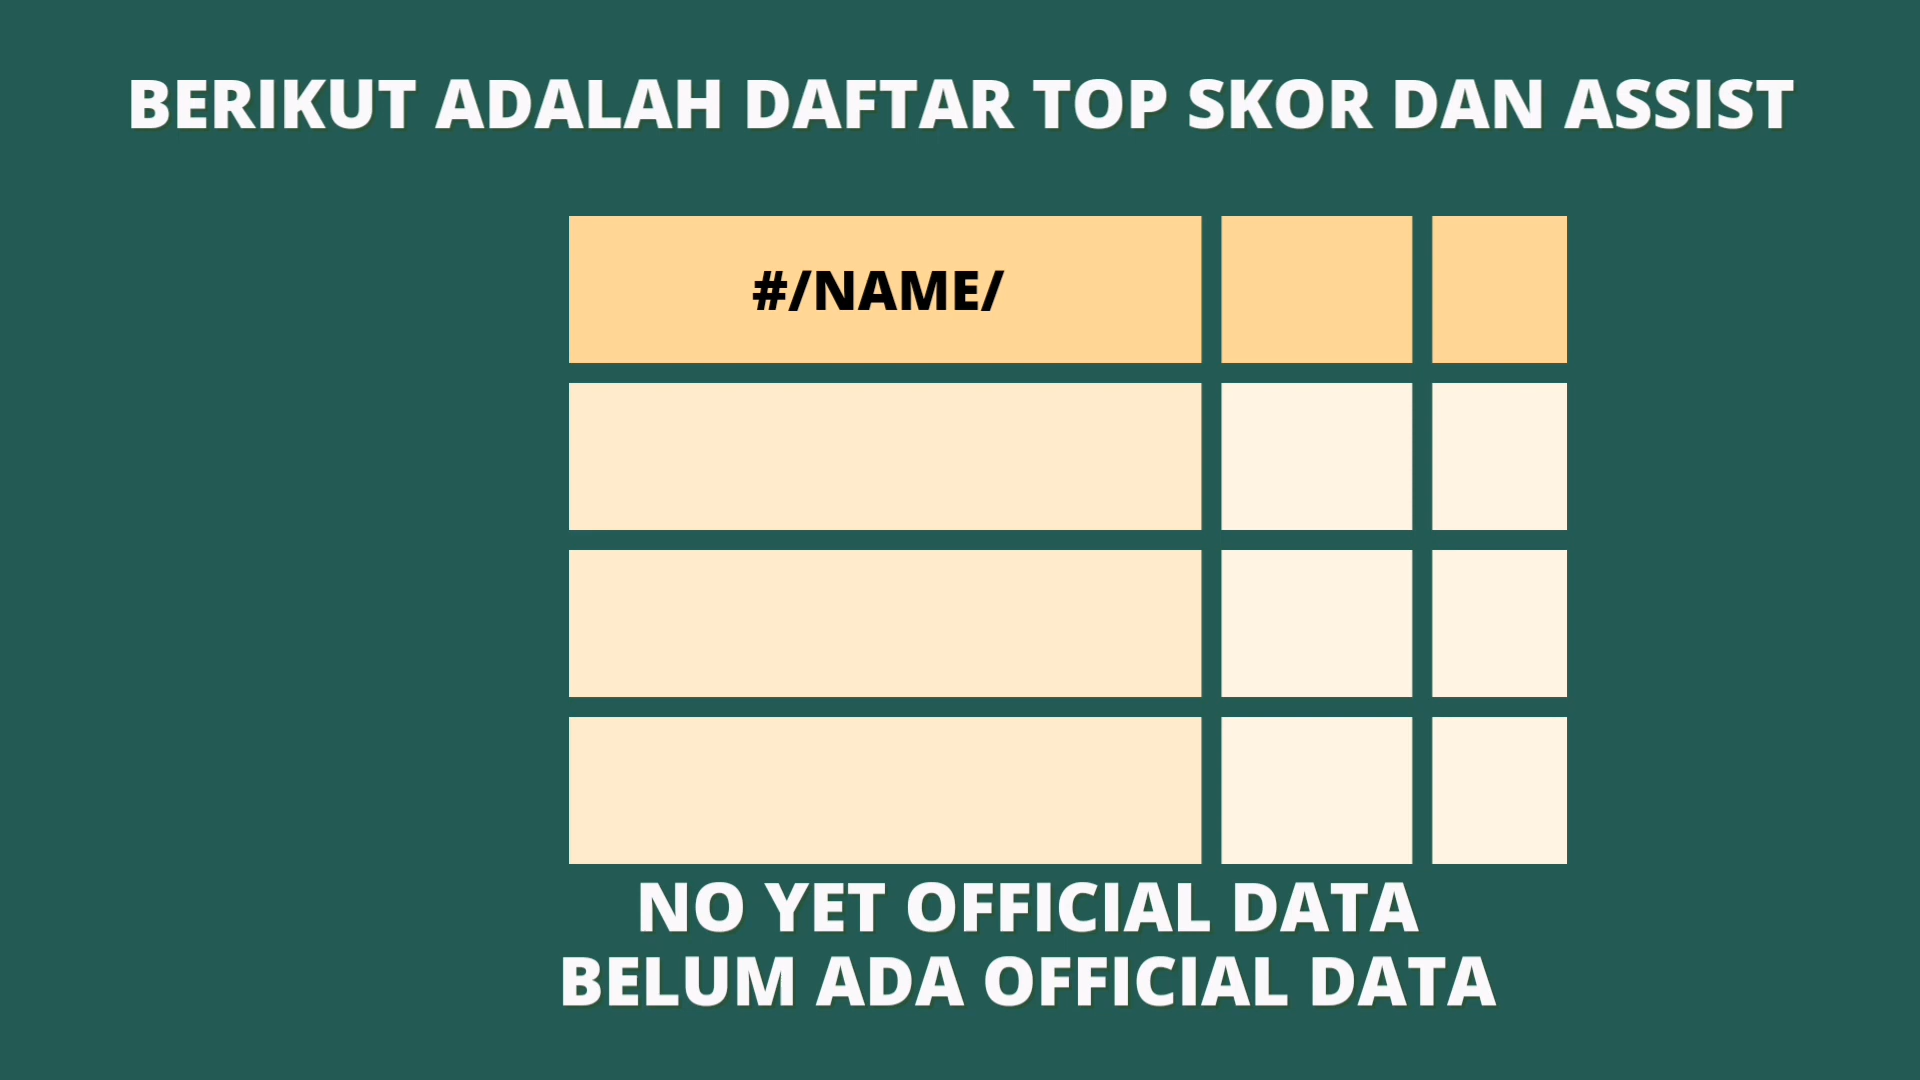 BERIKUT ADALAH DAFTAR TOP SKOR DAN ASSIST
#/NAME/
NO YET OFFICIAL DATA
BELUM ADA OFFICIAL DATA